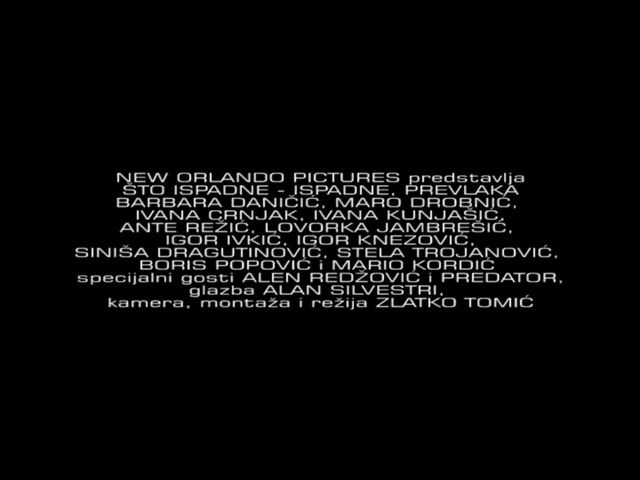 NEW ORLANDO PICTURES predstavlja
ŠTO ISPADNE - ISPADNE, PREVLAKA
BARBARA DANIČIĆ, MARO DROBNIĆ,
IVANA CRNJAK, IVANA KUNJAŠIĆ,
ANTE REŽIĆ, LOVORKA JAMBREŠIĆ,
IGOR IVKIĆ, IGOR KNEZOVIĆ,
SINIŠA DRAGUTINOVIĆ, STELA TROJANOVIĆ,
BORIS POPOVIĆ i MARIO KORDIĆ
specijalni gosti ALEN REDŽOVIĆ i PREDATOR,
glazba ALAN SILVESTRI,
kamera, montaža i režija ZLATKO TOMIĆ